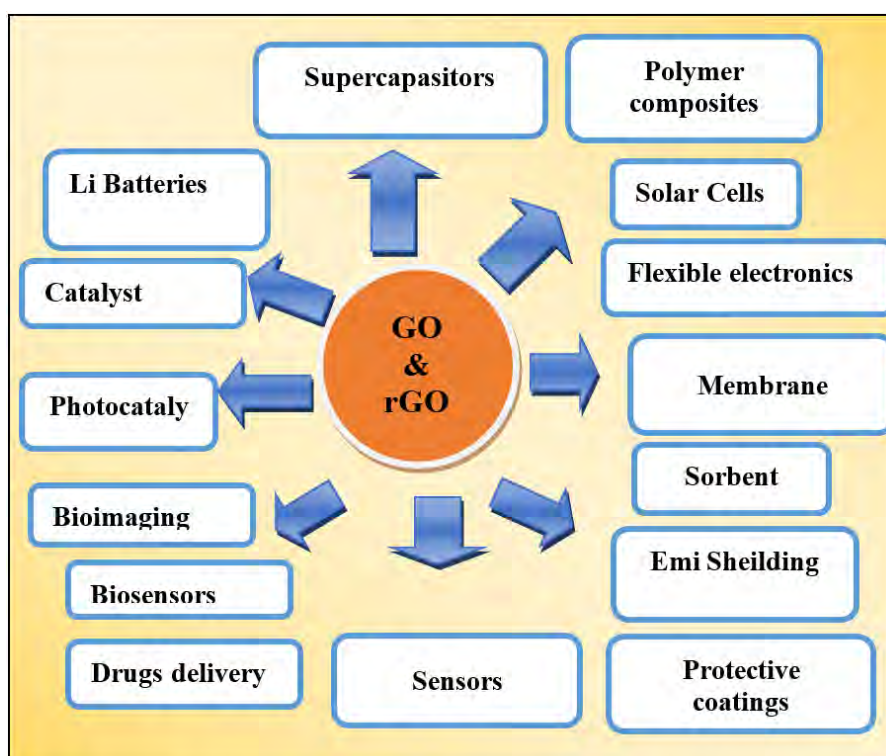 Supercapasitors
Polymer
composites
Li Batteries
Solar Cells
Catalyst
Flexible electronics
GO
&
rGO
Membrane
Photocataly
Sorbent
Bioimaging
Emi Sheilding
Biosensors
Drugs delivery
Sensors
Protective
coatings